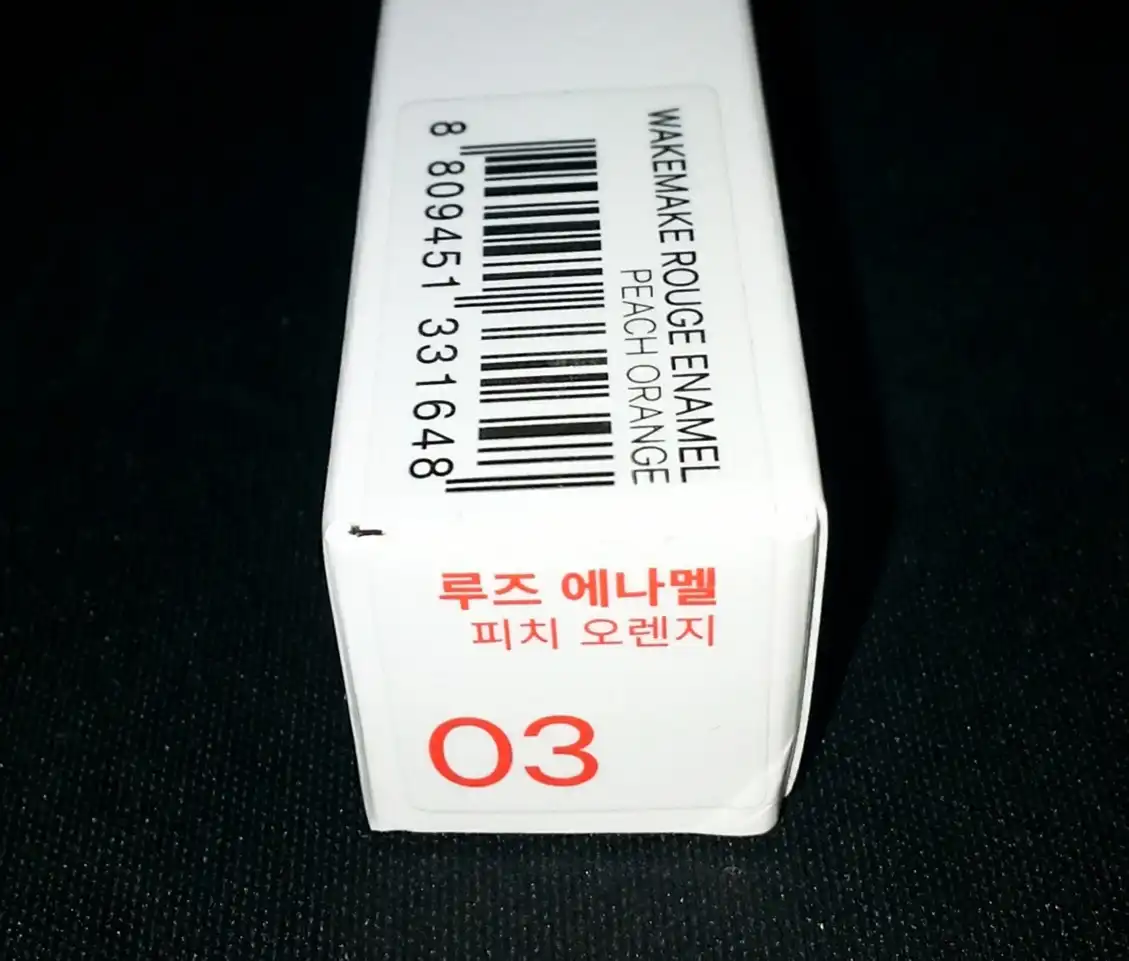 WAKEMAKE ROUGE ENAMEL
PEACH ORANGE
8 809451 331648
루즈 에나멜
피치 오렌지
03